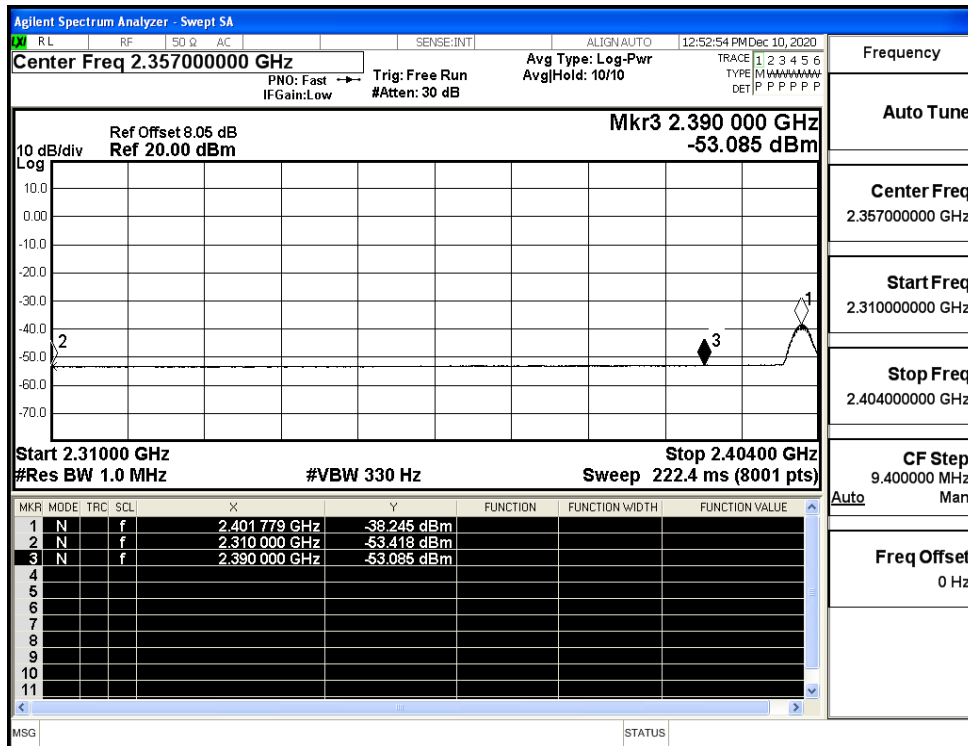 Agilent Spectrum Analyzer - Swept SA
LXI RL RF 50 Ω AC SENSE:INT ALIGN AUTO 12:52:54 PM Dec 10, 2020
Center Freq 2.357000000 GHz
PNO: Fast
IFGain:Low
Trig: Free Run
#Atten: 30 dB
Avg Type: Log-Pwr
Avg|Hold: 10/10
TRACE 1 2 3 4 5 6
TYPE M WWWWW
DET P P P P P P
Ref Offset 8.05 dB
Ref 20.00 dBm
10 dB/div
Log
Mkr3 2.390 000 GHz
-53.085 dBm
10.0
0.00
-10.0
-20.0
-30.0
-40.0
-50.0
-60.0
-70.0
1
2
3
Start 2.31000 GHz Stop 2.40400 GHz
#Res BW 1.0 MHz #VBW 330 Hz Sweep 222.4 ms (8001 pts)
MKR MODE TRC SCL X Y FUNCTION FUNCTION WIDTH FUNCTION VALUE
1 N f 2.401 779 GHz -38.245 dBm
2 N f 2.310 000 GHz -53.418 dBm
3 N f 2.390 000 GHz -53.085 dBm
4
5
6
7
8
9
10
11
MSG STATUS
Frequency
Auto Tune
Center Freq
2.357000000 GHz
Start Freq
2.310000000 GHz
Stop Freq
2.404000000 GHz
CF Step
9.400000 MHz
Auto Man
Freq Offset
0 Hz